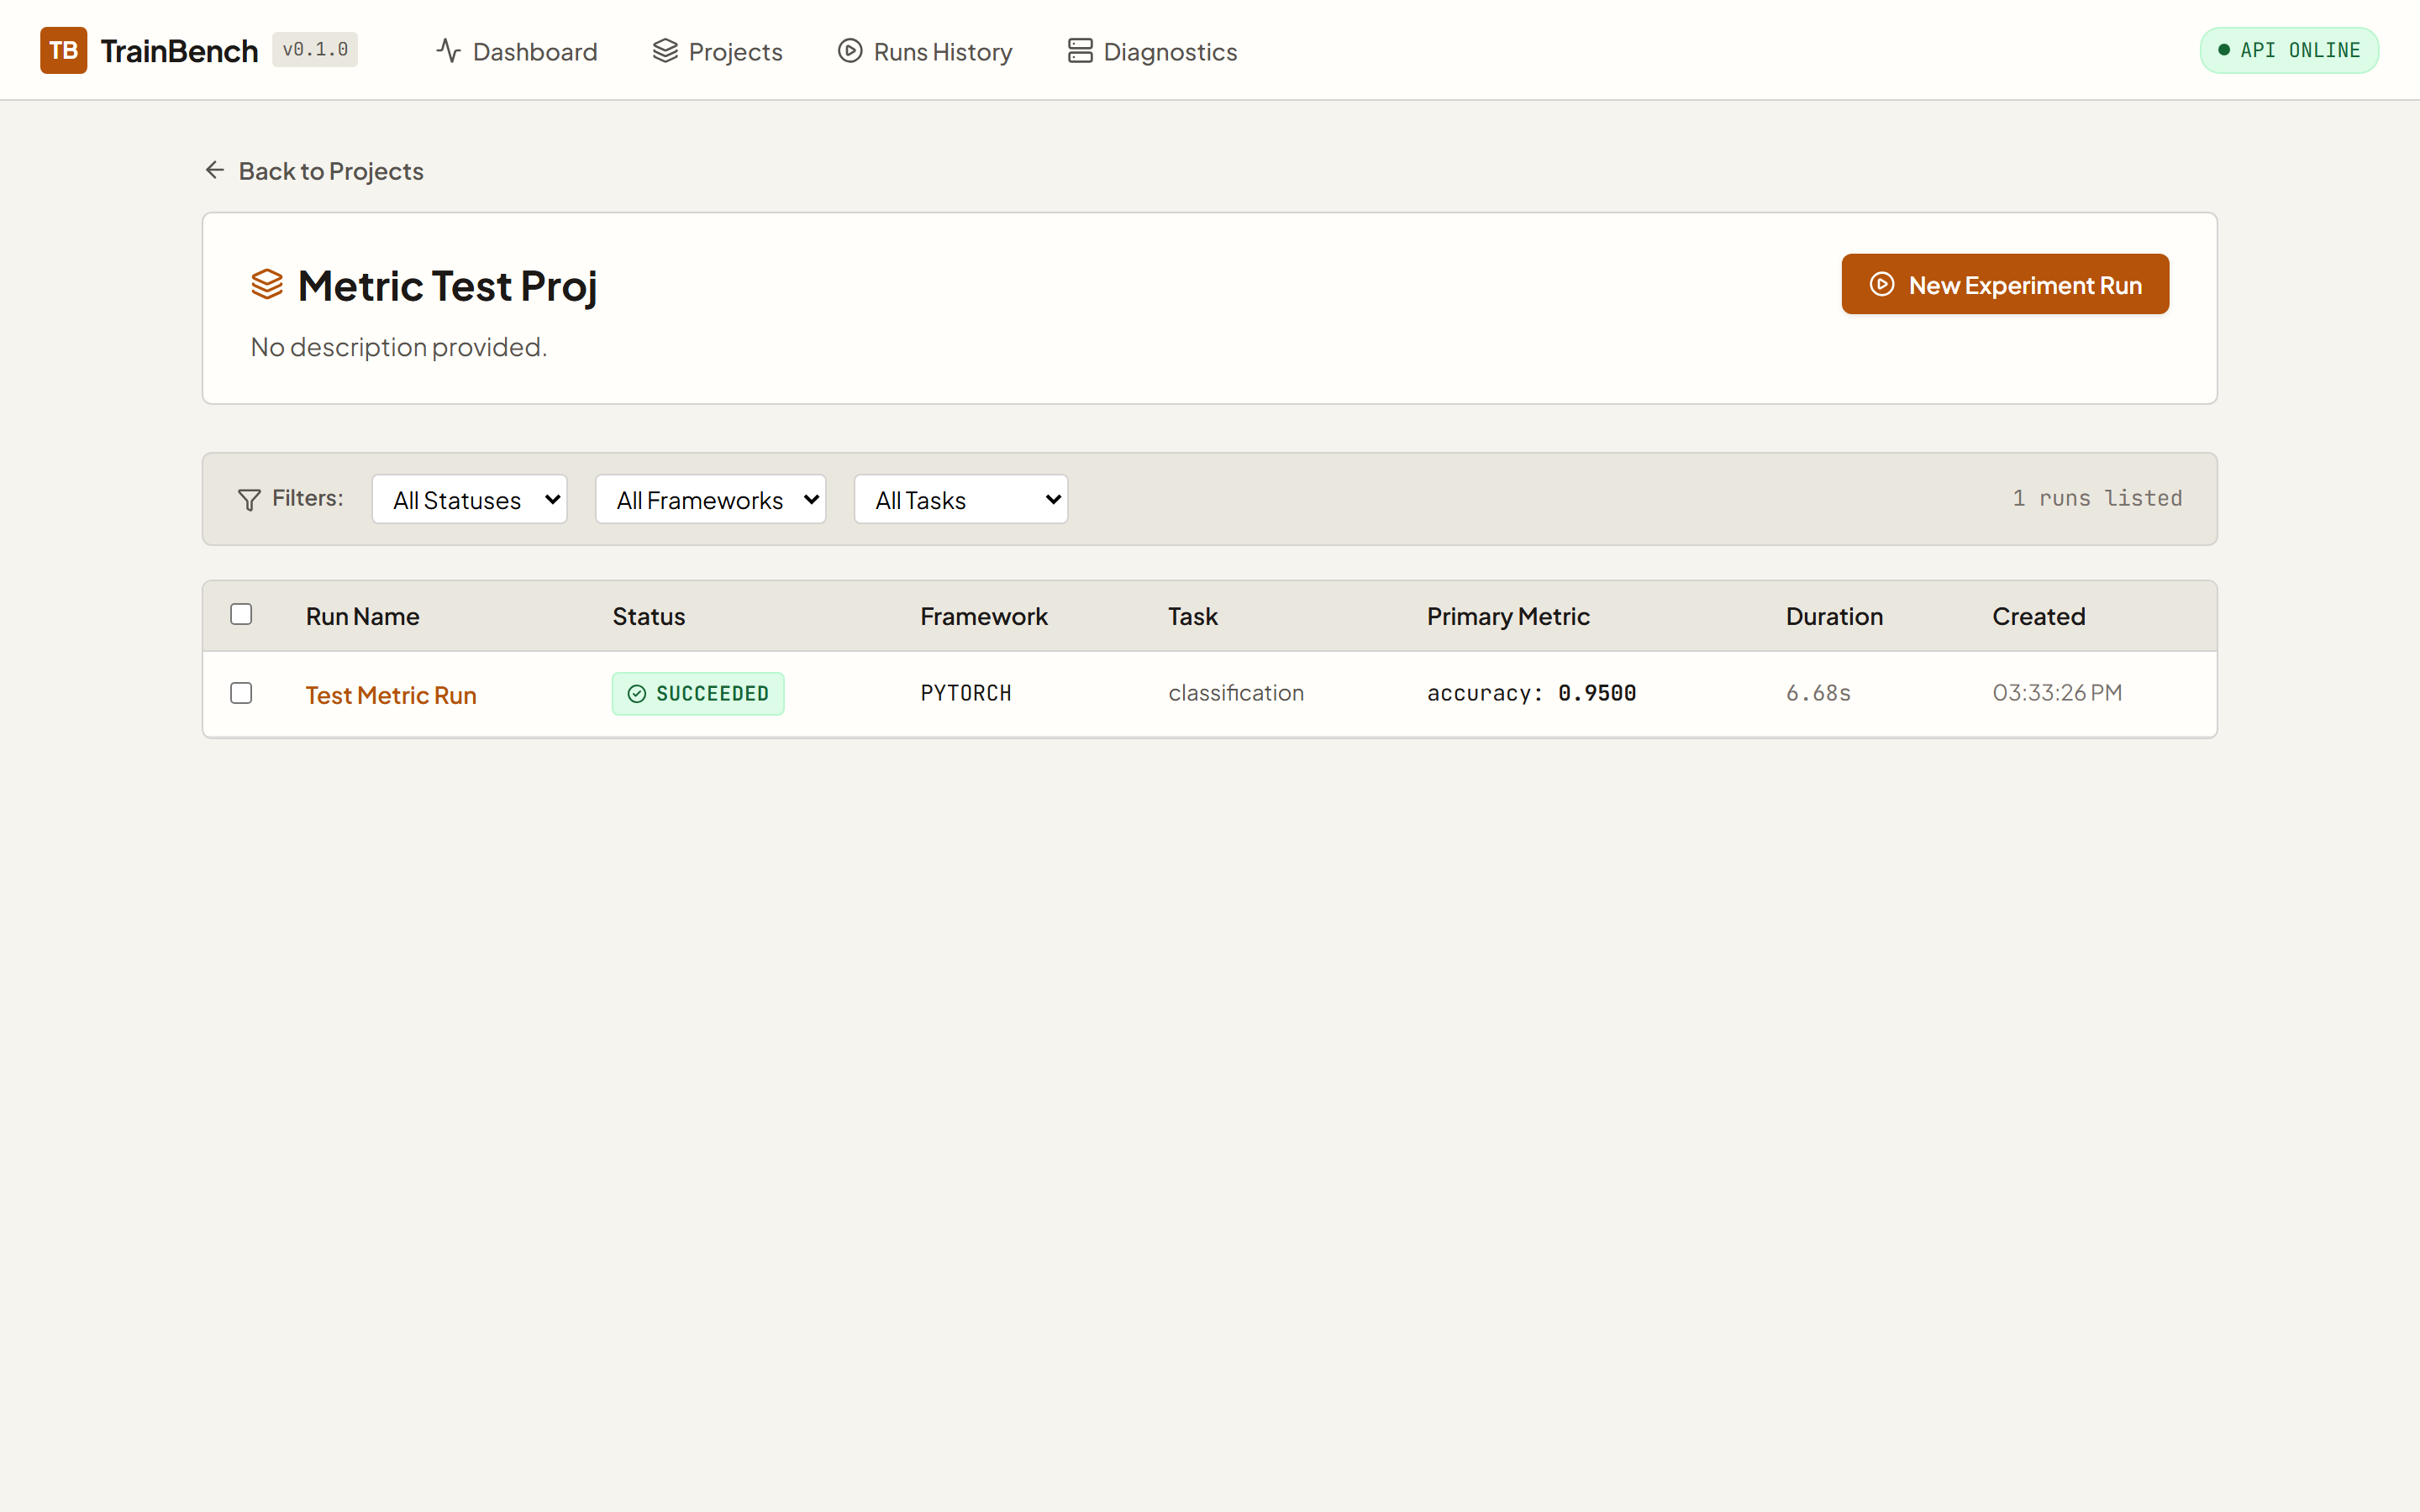 TB TrainBench v0.1.0 Dashboard Projects Runs History Diagnostics API ONLINE
Back to Projects
Metric Test Proj
New Experiment Run
No description provided.
Filters: All Statuses All Frameworks All Tasks 1 runs listed
Run Name Status Framework Task Primary Metric Duration Created
Test Metric Run SUCCEEDED PYTORCH classification accuracy: 0.9500 6.68s 03:33:26 PM